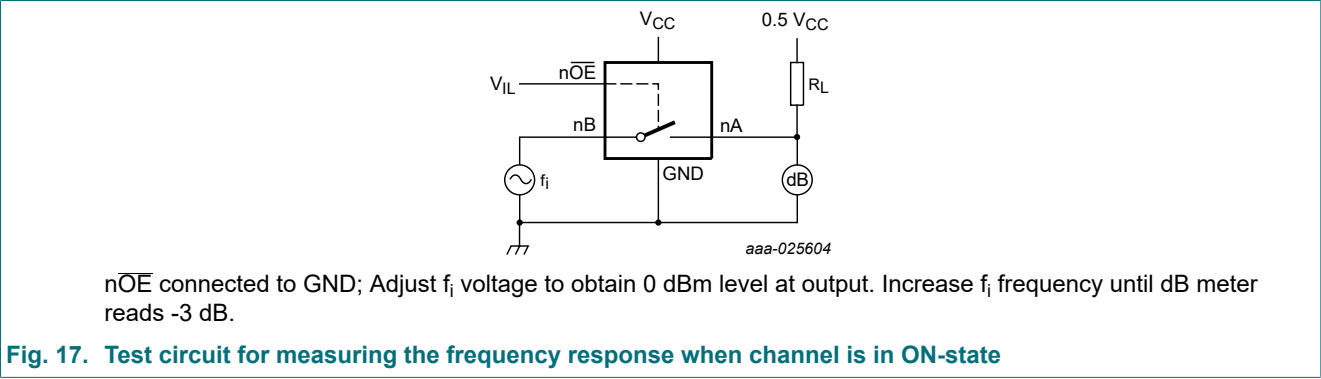 VCC
0.5 VCC
nOE
VIL
RL
nB
nA
GND
fi
dB
aaa-025604
nOE connected to GND; Adjust fi voltage to obtain 0 dBm level at output. Increase fi frequency until dB meter
reads -3 dB.
Fig. 17. Test circuit for measuring the frequency response when channel is in ON-state